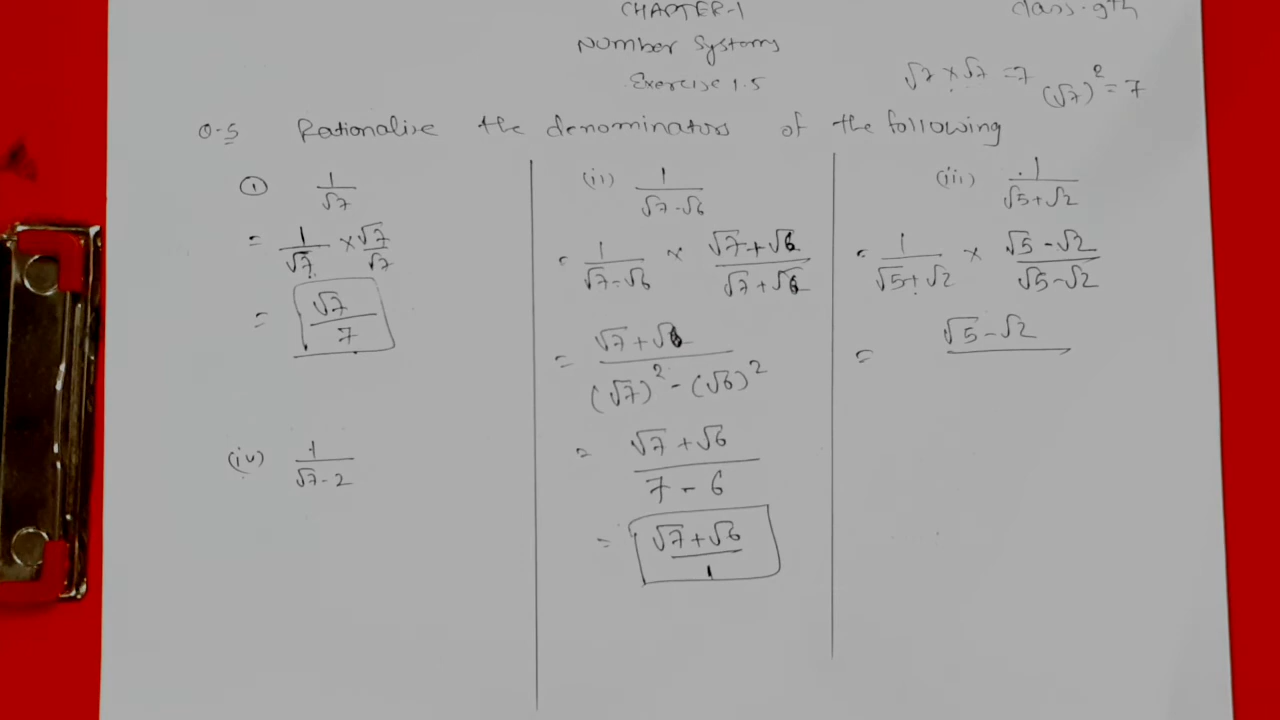 CHAPTER-1
Class-9th
Number Systems
Exercise 1.5
√7 × √7 = 7
(√7)² = 7
Q-5 Rationalise the denominators of the following
(i) 1/√7
= 1/√7 × √7/√7
= √7/7
(ii) 1/(√7-√6)
= 1/(√7-√6) × (√7+√6)/(√7+√6)
= (√7+√6)/((√7)² - (√6)²)
= (√7+√6)/(7-6)
= (√7+√6)/1
(iii) 1/(√5+√2)
= 1/(√5+√2) × (√5-√2)/(√5-√2)
= √5-√2
(iv) 1/(√7-2)